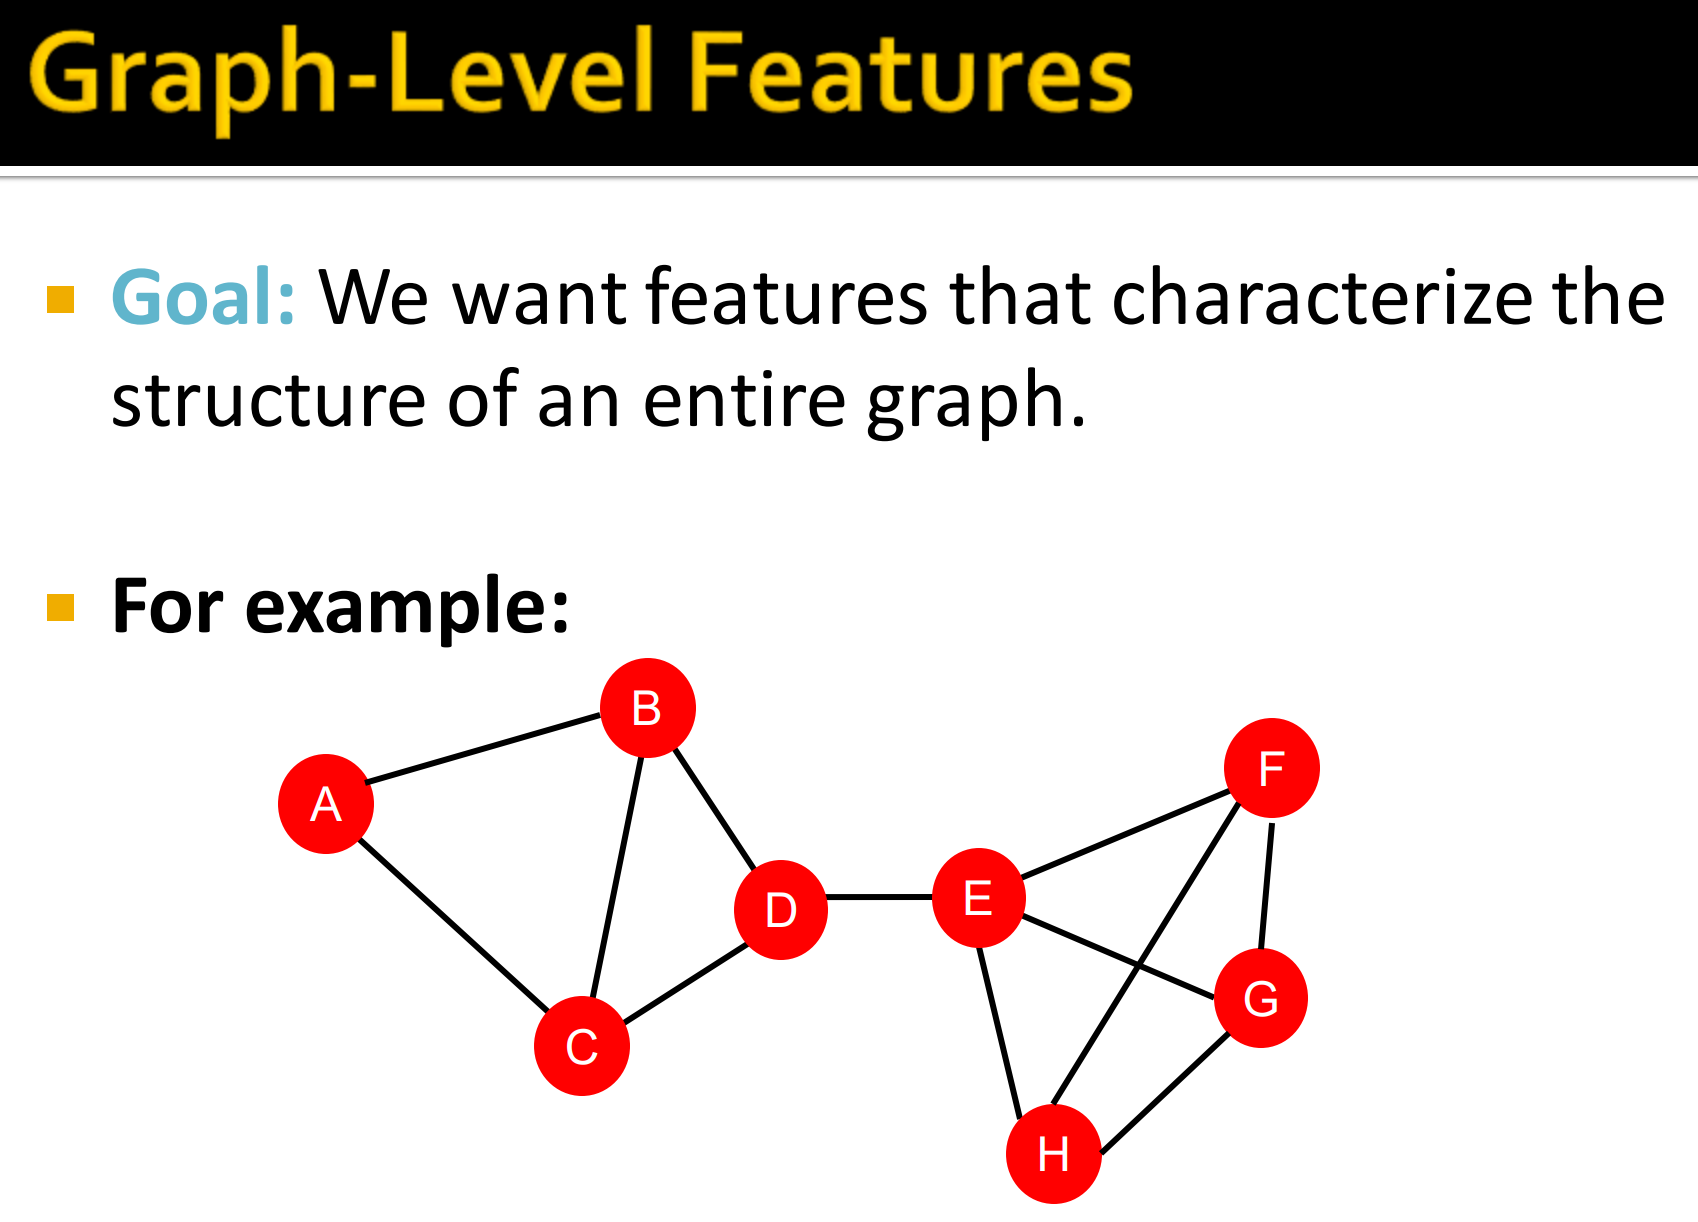 Graph-Level Features
Goal: We want features that characterize the
structure of an entire graph.
For example:
B
F
A
E
D
G
C
H